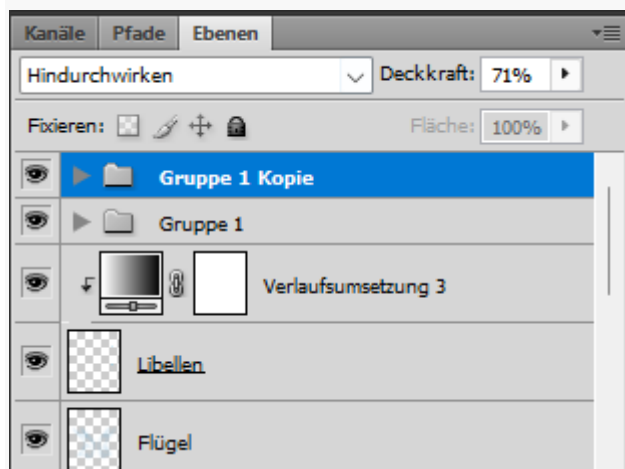 Kanäle Pfade Ebenen
Hindurchwirken Deckkraft: 71%
Fixieren: Fläche: 100%
Gruppe 1 Kopie
Gruppe 1
Verlaufsumsetzung 3
Libellen
Flügel